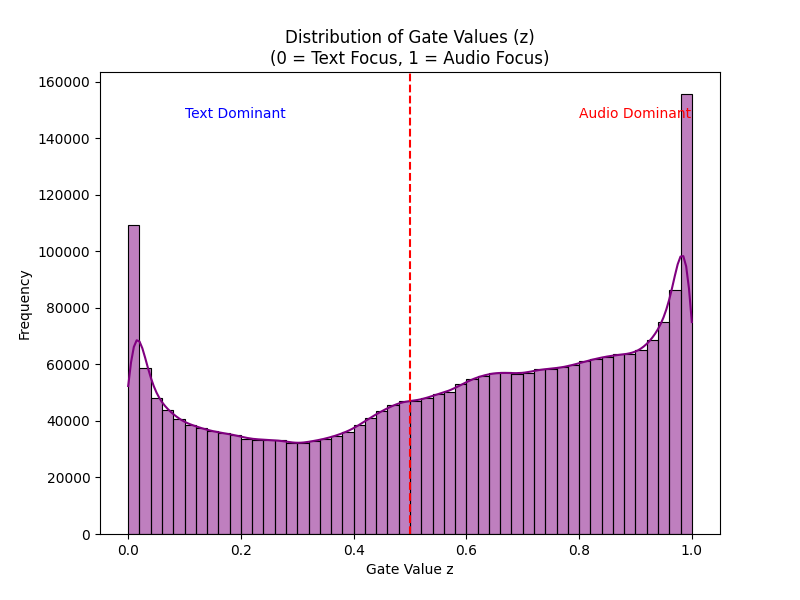 Distribution of Gate Values (z)
(0 = Text Focus, 1 = Audio Focus)
160000
Text Dominant
Audio Dominant
140000
120000
100000
80000
60000
40000
20000
0
Frequency
0.0
0.2
0.4
0.6
0.8
1.0
Gate Value z